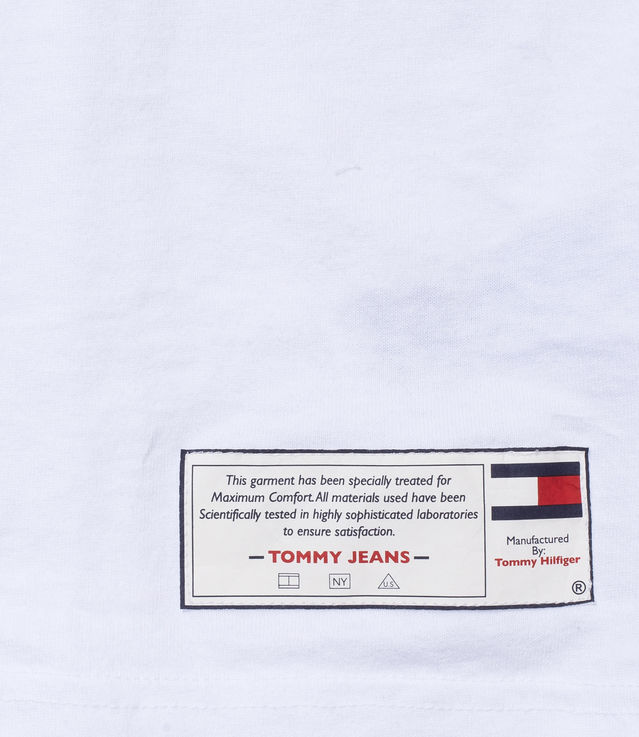 This garment has been specially treated for
Maximum Comfort. All materials used have been
Scientifically tested in highly sophisticated laboratories
to ensure satisfaction.
TOMMY JEANS
NY
U.S.
Manufactured
By:
Tommy Hilfiger
®